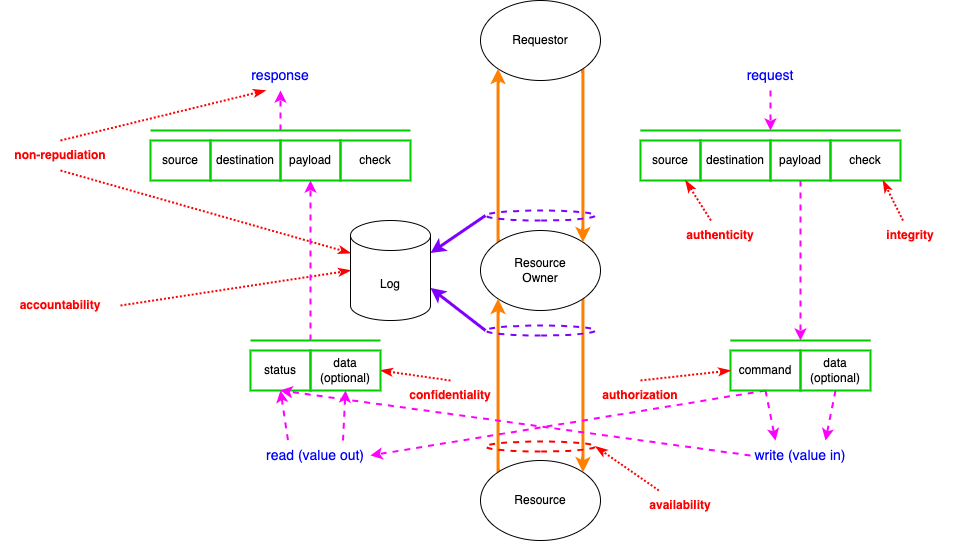 Requestor
response
request
non-repudiation
source
destination
payload
check
source
destination
payload
check
authenticity
integrity
Resource
Owner
Log
accountability
status
data
(optional)
confidentiality
authorization
command
data
(optional)
read (value out)
write (value in)
Resource
availability